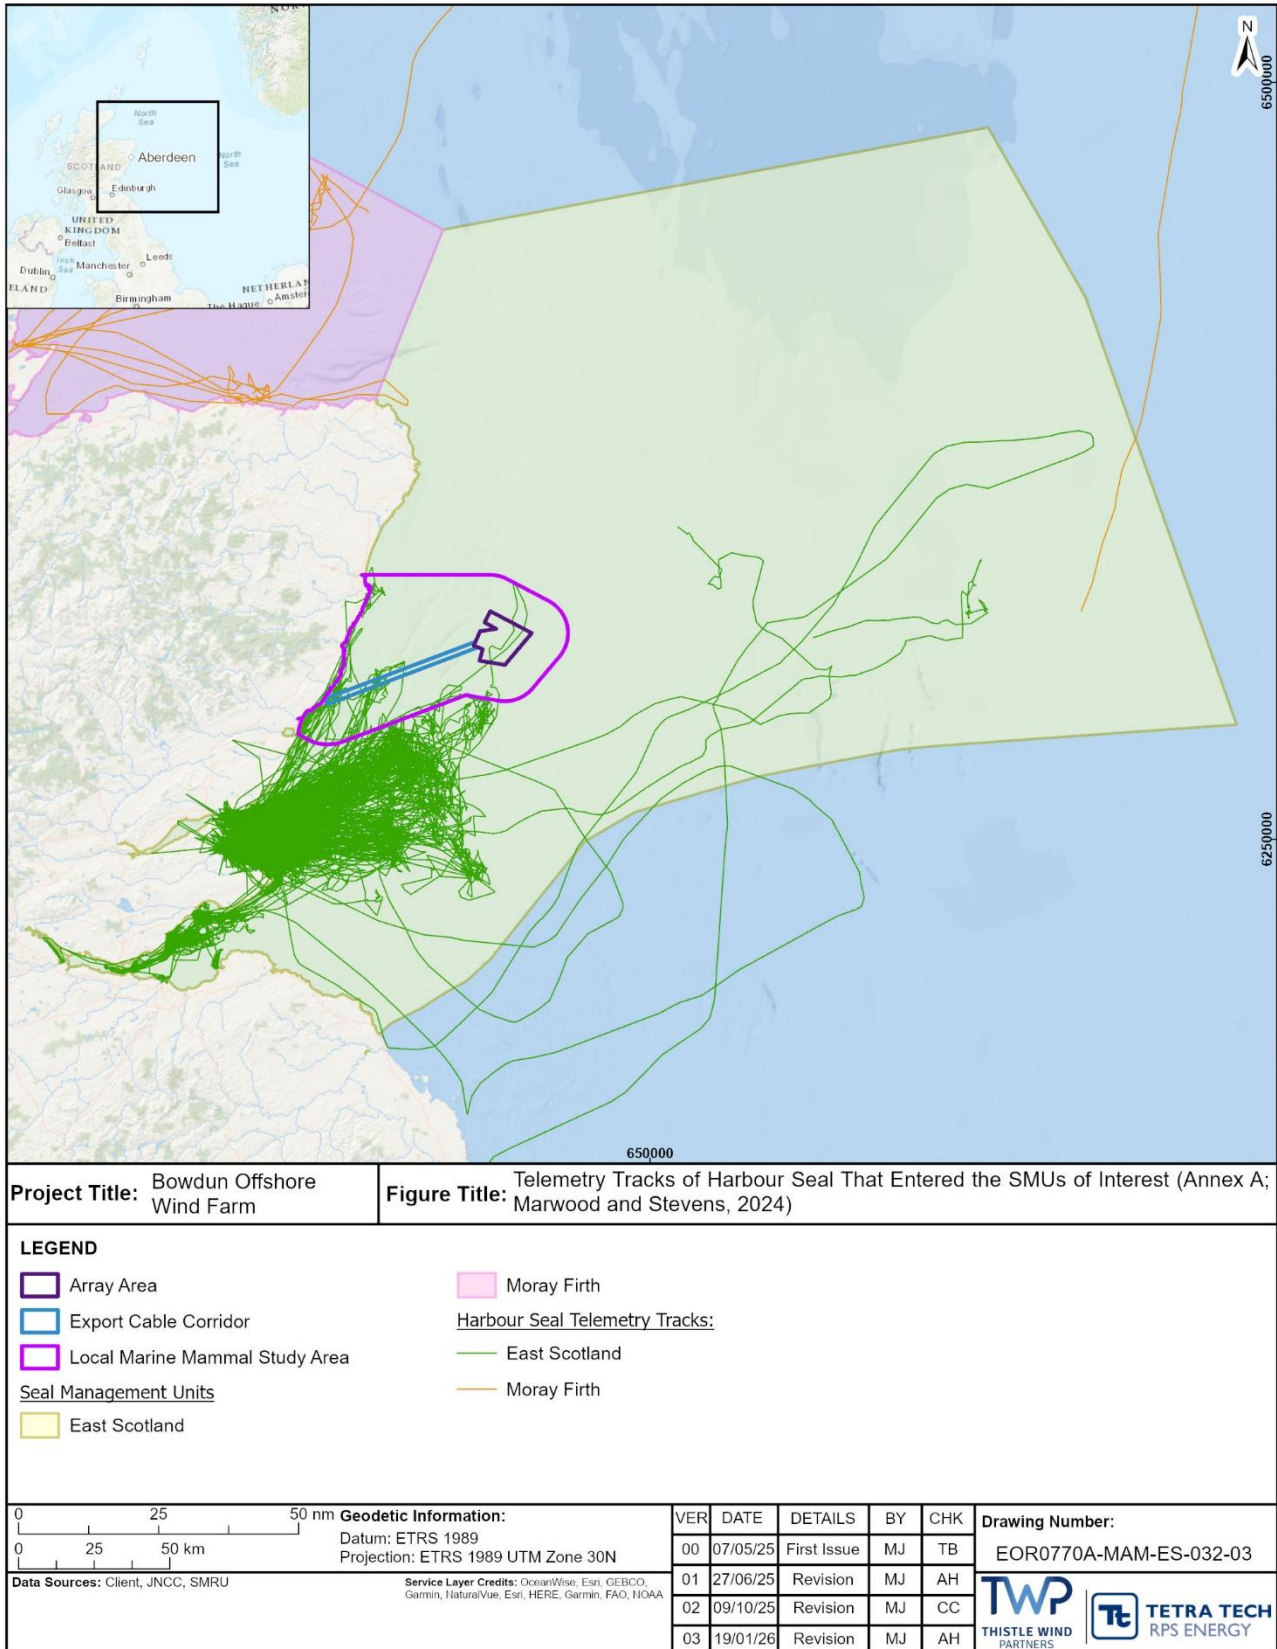 NOR
North
Sea
Aberdeen
North
Sea
SCOTLAND
Glasgow
Edinburgh
UNITED
KINGDOM
Belfast
Irish
Sea
Leeds
Manchester
Dublin
ELAND
Birmingham
NETHERLAN
The Hague
Amster
N
6500000
6250000
650000
Project Title: Bowdun Offshore
Wind Farm
Figure Title: Telemetry Tracks of Harbour Seal That Entered the SMUs of Interest (Annex A;
Marwood and Stevens, 2024)
LEGEND
Array Area
Export Cable Corridor
Local Marine Mammal Study Area
Seal Management Units
East Scotland
Moray Firth
Harbour Seal Telemetry Tracks:
East Scotland
Moray Firth
0 25 50 nm
0 25 50 km
Geodetic Information:
Datum: ETRS 1989
Projection: ETRS 1989 UTM Zone 30N
Data Sources: Client, JNCC, SMRU
Service Layer Credits: OceanWise, Esri, GEBCO,
Garmin, NaturalVue, Esri, HERE, Garmin, FAO, NOAA
VER DATE DETAILS BY CHK
00 07/05/25 First Issue MJ TB
01 27/06/25 Revision MJ AH
02 09/10/25 Revision MJ CC
03 19/01/26 Revision MJ AH
Drawing Number:
EOR0770A-MAM-ES-032-03
TWP
THISTLE WIND
PARTNERS
Tt
TETRA TECH
RPS ENERGY